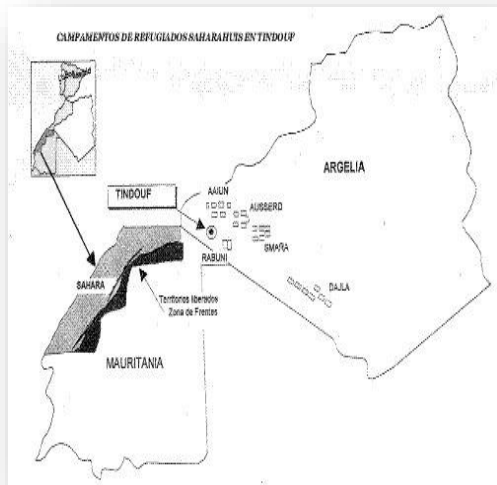 CAMPAMENTOS DE REFUGIADOS SAHARAHUIS EN TINDOUF
ARGELIA
TINDOUF
AAIUN
AUSSERD
SMARA
RABUNI
DAJLA
SAHARA
Territorios liberados
Zona de Frentes
MAURITANIA